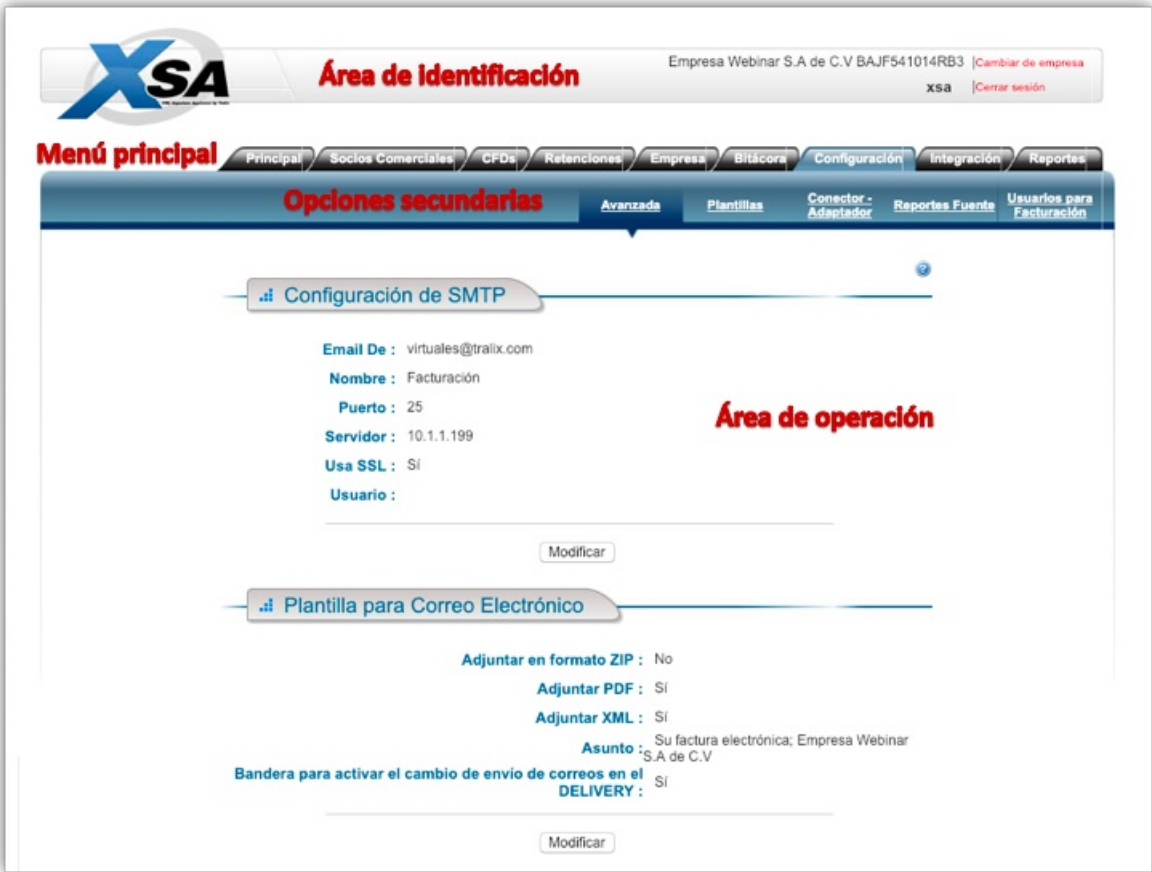 XSA
Área de identificación
Empresa Webinar S.A de C.V BAJF541014RB3 |Cambiar de empresa
xsa |Cerrar sesión
Menú principal
Principal Socios Comerciales CFDs Retenciones Empresa Bitácora Configuración Integración Reportes
Opciones secundarias
Avanzada Plantillas Conector - Adaptador Reportes Fuente Usuarios para Facturación
?
Configuración de SMTP
Email De : virtuales@tralix.com
Nombre : Facturación
Puerto : 25
Área de operación
Servidor : 10.1.1.199
Usa SSL : Sí
Usuario :
Modificar
Plantilla para Correo Electrónico
Adjuntar en formato ZIP : No
Adjuntar PDF : Sí
Adjuntar XML : Sí
Asunto : Su factura electrónica; Empresa Webinar
S.A de C.V
Bandera para activar el cambio de envío de correos en el
DELIVERY : Sí
Modificar